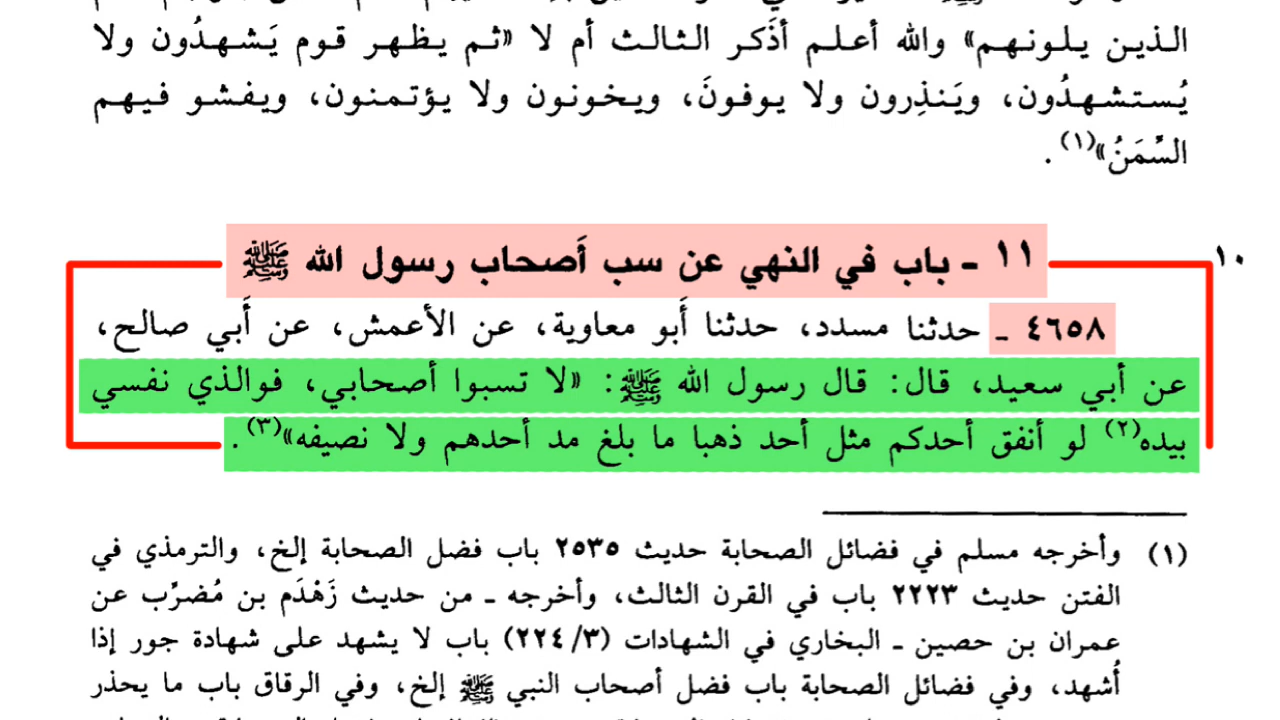 الذين يلونهم» والله أعلم أذَكر الثالث أم لا «ثم يظهر قوم يَشهدُون ولا
يُستشهدُون، ويَنذِرون ولا يوفونَ، ويخونون ولا يؤتمنون، ويفشو فيهم
السِّمَنُ»(١).
١٠
١١ - باب في النهي عن سب أَصحاب رسول الله ﷺ
٤٦٥٨ - حدثنا مسدد، حدثنا أَبو معاوية، عن الأعمش، عن أَبي صالح،
عن أبي سعيد، قال: قال رسول الله ﷺ: «لا تسبوا أصحابي، فوالذي نفسي
بيده(٢) لو أنفق أحدكم مثل أحد ذهبا ما بلغ مد أحدهم ولا نصيفه»(٣).
(١) وأخرجه مسلم في فضائل الصحابة حديث ٢٥٣٥ باب فضل الصحابة إلخ، والترمذي في
الفتن حديث ٢٢٢٣ باب في القرن الثالث، وأخرجه - من حديث زَهْدَم بن مُضرِّب عن
عمران بن حصين - البخاري في الشهادات (٢٢٤/٣) باب لا يشهد على شهادة جور إذا
أُشهد، وفي فضائل الصحابة باب فضل أصحاب النبي ﷺ إلخ، وفي الرقاق باب ما يحذر